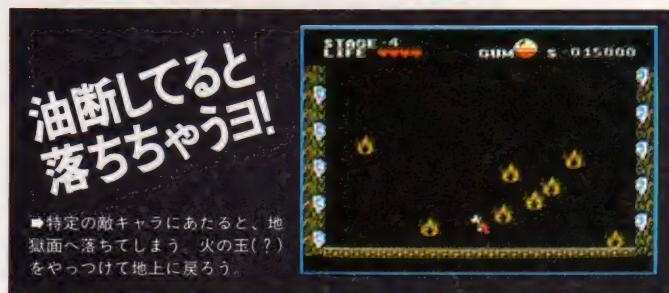 油断してると
落ちちゃうヨ!
➡特定の敵キャラにあたると、地
獄面へ落ちてしまう。火の玉(?)
をやっつけて地上に戻ろう。
STAGE-4
LIFE
GUM S 015000